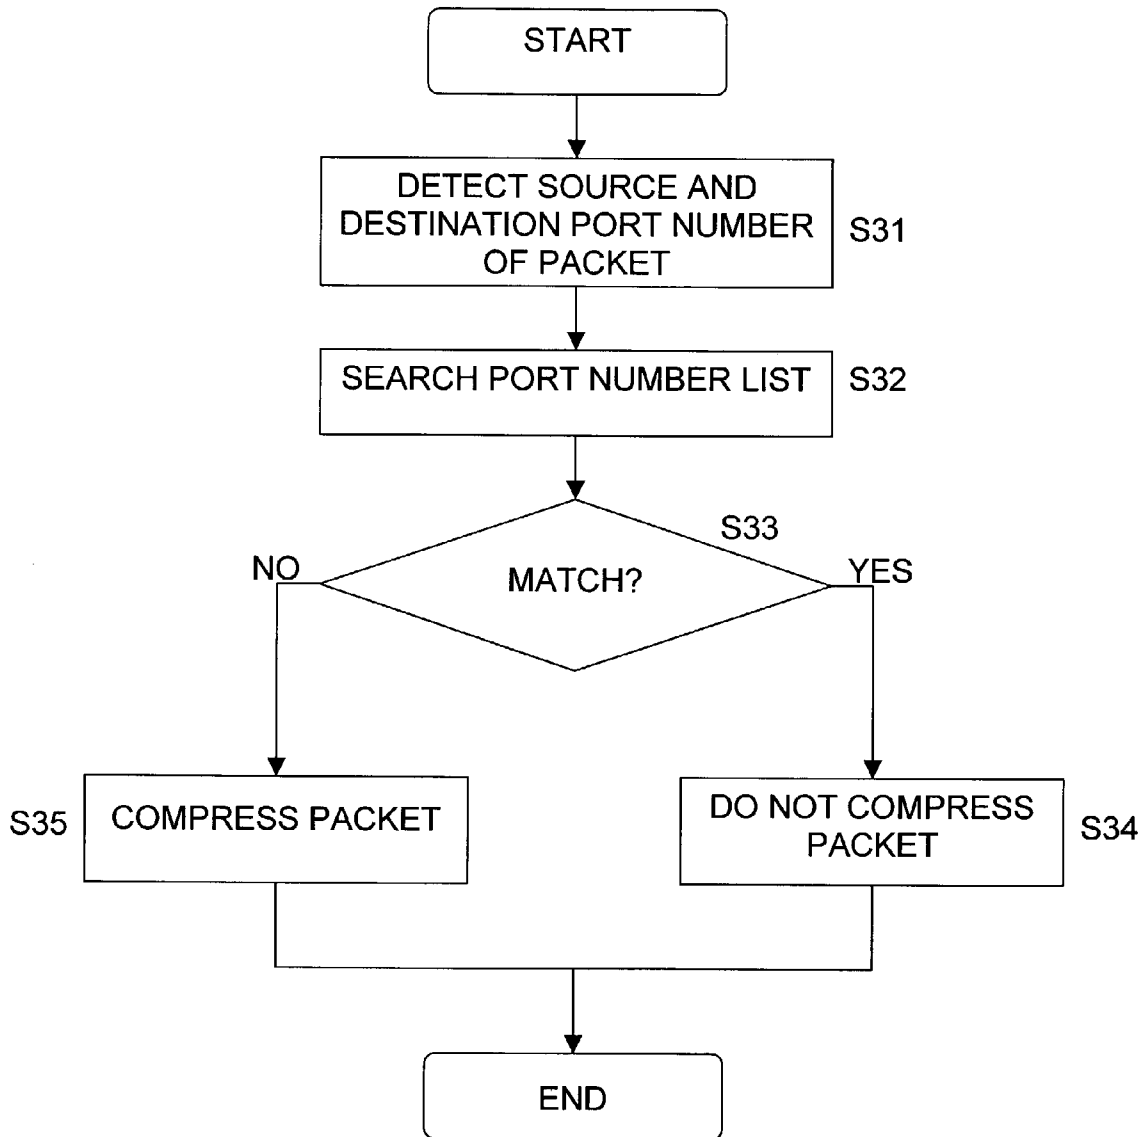 START
DETECT SOURCE AND
DESTINATION PORT NUMBER
OF PACKET
S31
SEARCH PORT NUMBER LIST
S32
S33
NO
MATCH?
YES
S35
COMPRESS PACKET
DO NOT COMPRESS
PACKET
S34
END